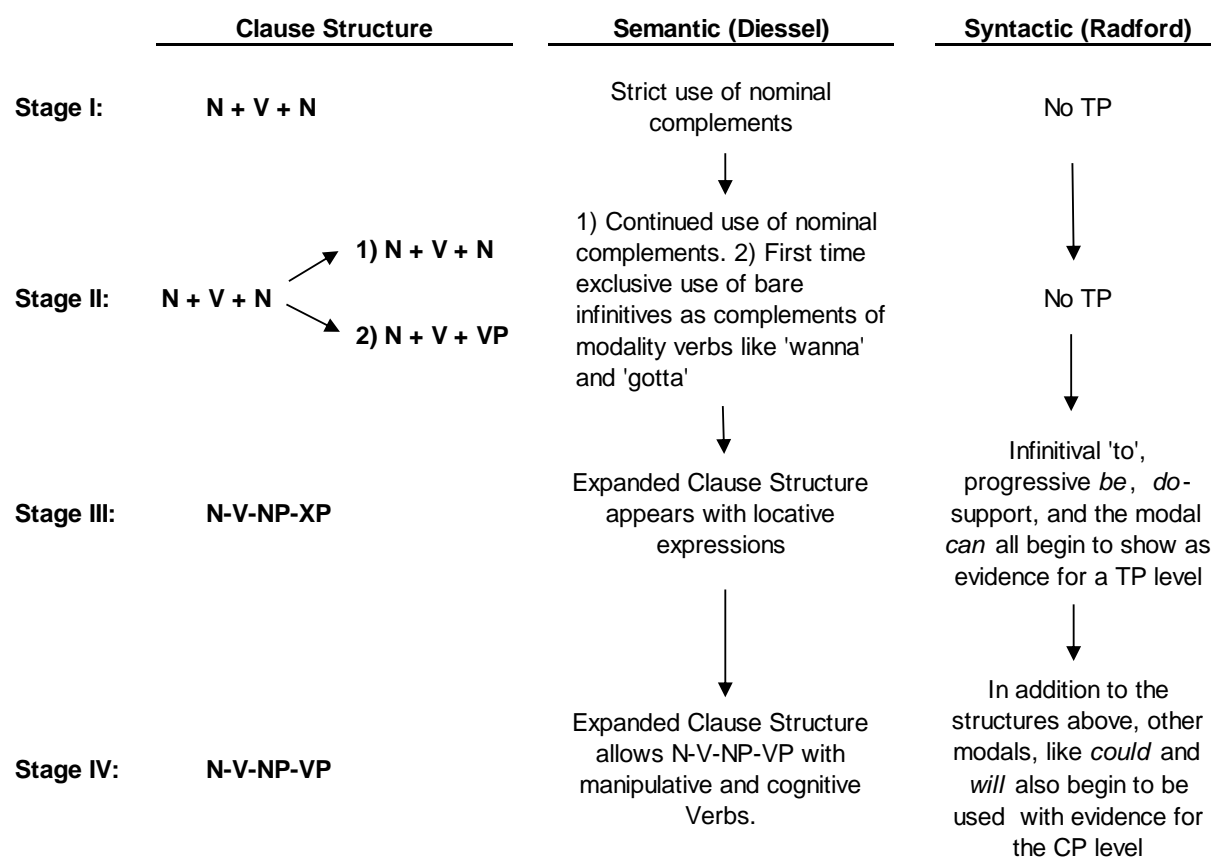 Clause Structure
Semantic (Diessel)
Syntactic (Radford)
Stage I:
N + V + N
Strict use of nominal
complements
No TP
Stage II:
N + V + N
1) N + V + N
2) N + V + VP
1) Continued use of nominal
complements. 2) First time
exclusive use of bare
infinitives as complements of
modality verbs like 'wanna'
and 'gotta'
No TP
Stage III:
N-V-NP-XP
Expanded Clause Structure
appears with locative
expressions
Infinitival 'to',
progressive be, do-
support, and the modal
can all begin to show as
evidence for a TP level
Stage IV:
N-V-NP-VP
Expanded Clause Structure
allows N-V-NP-VP with
manipulative and cognitive
Verbs.
In addition to the
structures above, other
modals, like could and
will also begin to be
used with evidence for
the CP level